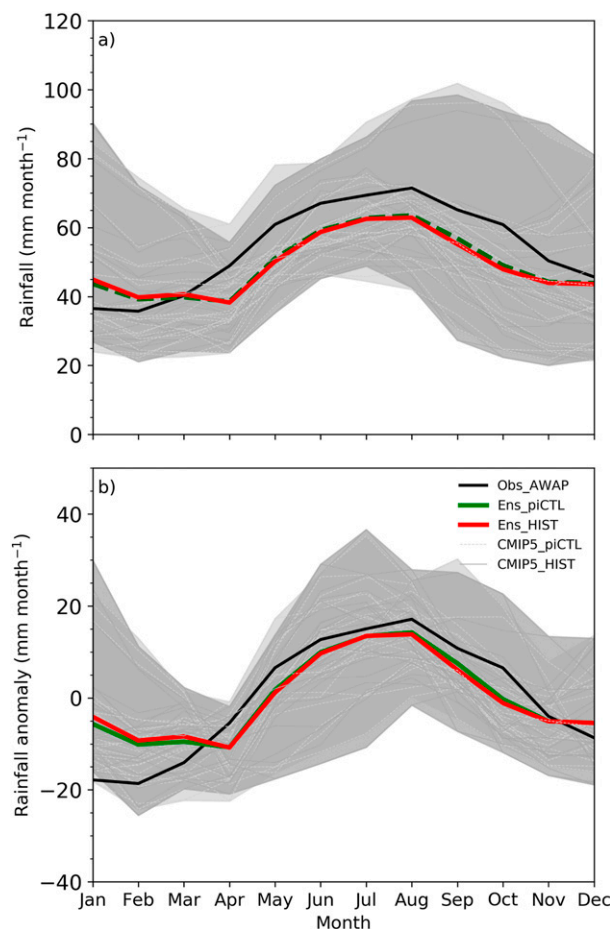 120
a)
100
80
60
40
20
0
Rainfall (mm month⁻¹)
b)
40
20
0
−20
−40
Rainfall anomaly (mm month⁻¹)
Obs_AWAP
Ens_piCTL
Ens_HIST
CMIP5_piCTL
CMIP5_HIST
Jan Feb Mar Apr May Jun Jul Aug Sep Oct Nov Dec
Month